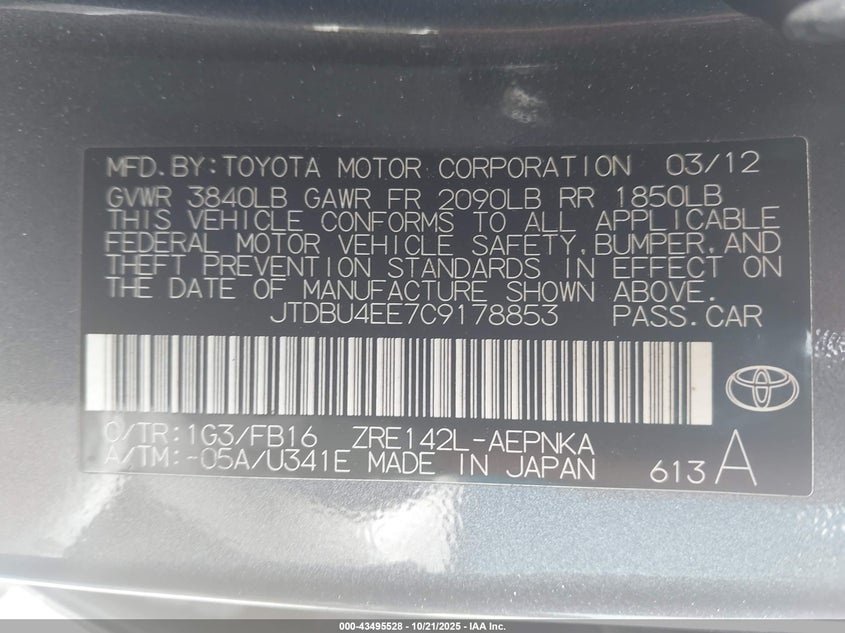 MFD.BY:TOYOTA MOTOR CORPORATION 03/12
GVWR 3840LB GAWR FR 2090LB RR 1850LB
THIS VEHICLE CONFORMS TO ALL APPLICABLE
FEDERAL MOTOR VEHICLE SAFETY,BUMPER,AND
THEFT PREVENTION STANDARDS IN EFFECT ON
THE DATE OF MANUFACTURE SHOWN ABOVE.
JTDBU4EE7C9178853 PASS.CAR
C/TR:1G3/FB16 ZRE142L-AEPNKA
A/TM:-05A/U341E MADE IN JAPAN 613 A
000-43495528 - 10/21/2025 - IAA Inc.